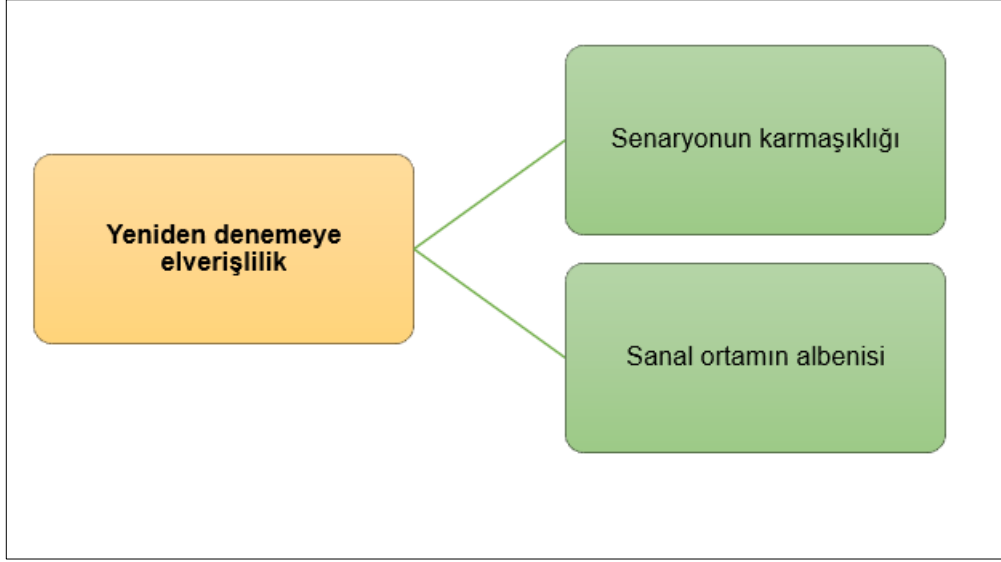 Senaryonun karmaşıklığı
Yeniden denemeye
elverişlilik
Sanal ortamın albenisi